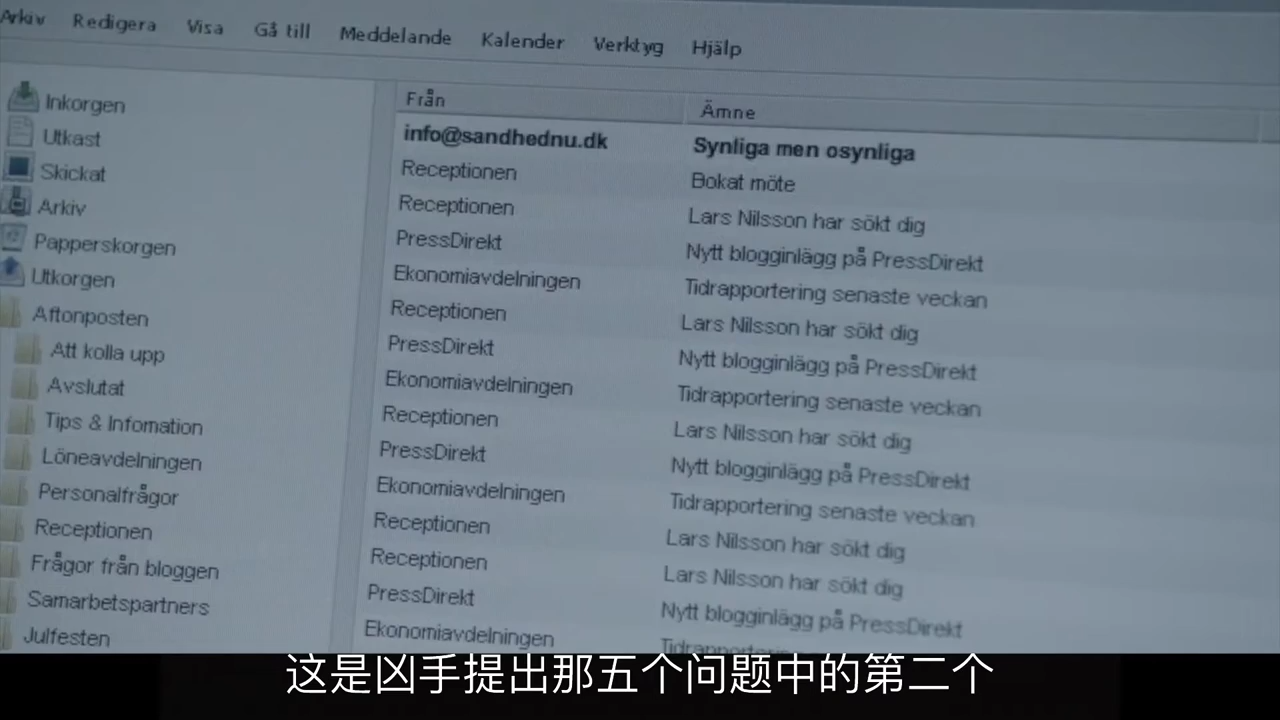 Arkiv Redigera Visa Gå till Meddelande Kalender Verktyg Hjälp
Inkorgen
Utkast
Skickat
Arkiv
Papperskorgen
Utkorgen
Aftonposten
Att kolla upp
Avslutat
Tips & Infomation
Löneavdelningen
Personalfrågor
Receptionen
Frågor från bloggen
Samarbetspartners
Julfesten
Från Ämne
info@sandhednu.dk Synliga men osynliga
Receptionen Bokat möte
Receptionen Lars Nilsson har sökt dig
PressDirekt Nytt blogginlägg på PressDirekt
Ekonomiavdelningen Tidrapportering senaste veckan
Receptionen Lars Nilsson har sökt dig
PressDirekt Nytt blogginlägg på PressDirekt
Ekonomiavdelningen Tidrapportering senaste veckan
Receptionen Lars Nilsson har sökt dig
PressDirekt Nytt blogginlägg på PressDirekt
Ekonomiavdelningen Tidrapportering senaste veckan
Receptionen Lars Nilsson har sökt dig
Receptionen Lars Nilsson har sökt dig
PressDirekt Nytt blogginlägg på PressDirekt
Ekonomiavdelningen
这是凶手提出那五个问题中的第二个